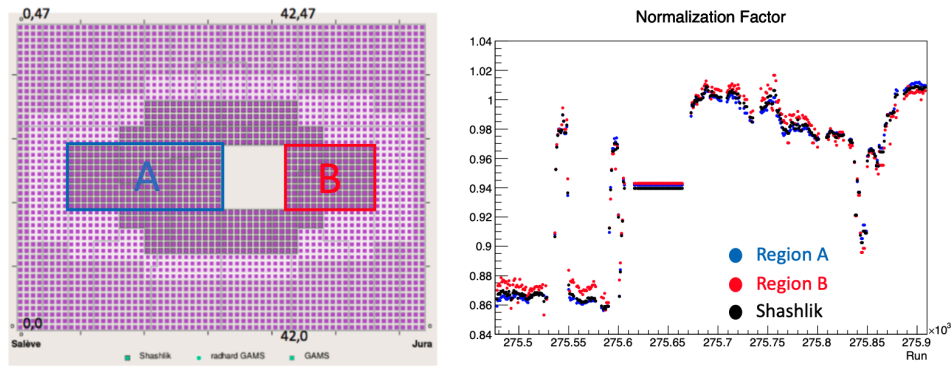 0,47
42,47
A
B
0,0
42,0
Salève
Jura
Shashlik
radhard GAMS
GAMS
Normalization Factor
1.04
1.02
1
0.98
0.96
0.94
0.92
0.9
0.88
0.86
0.84
Region A
Region B
Shashlik
275.5
275.55
275.6
275.65
275.7
275.75
275.8
275.85
275.9
×10³
Run